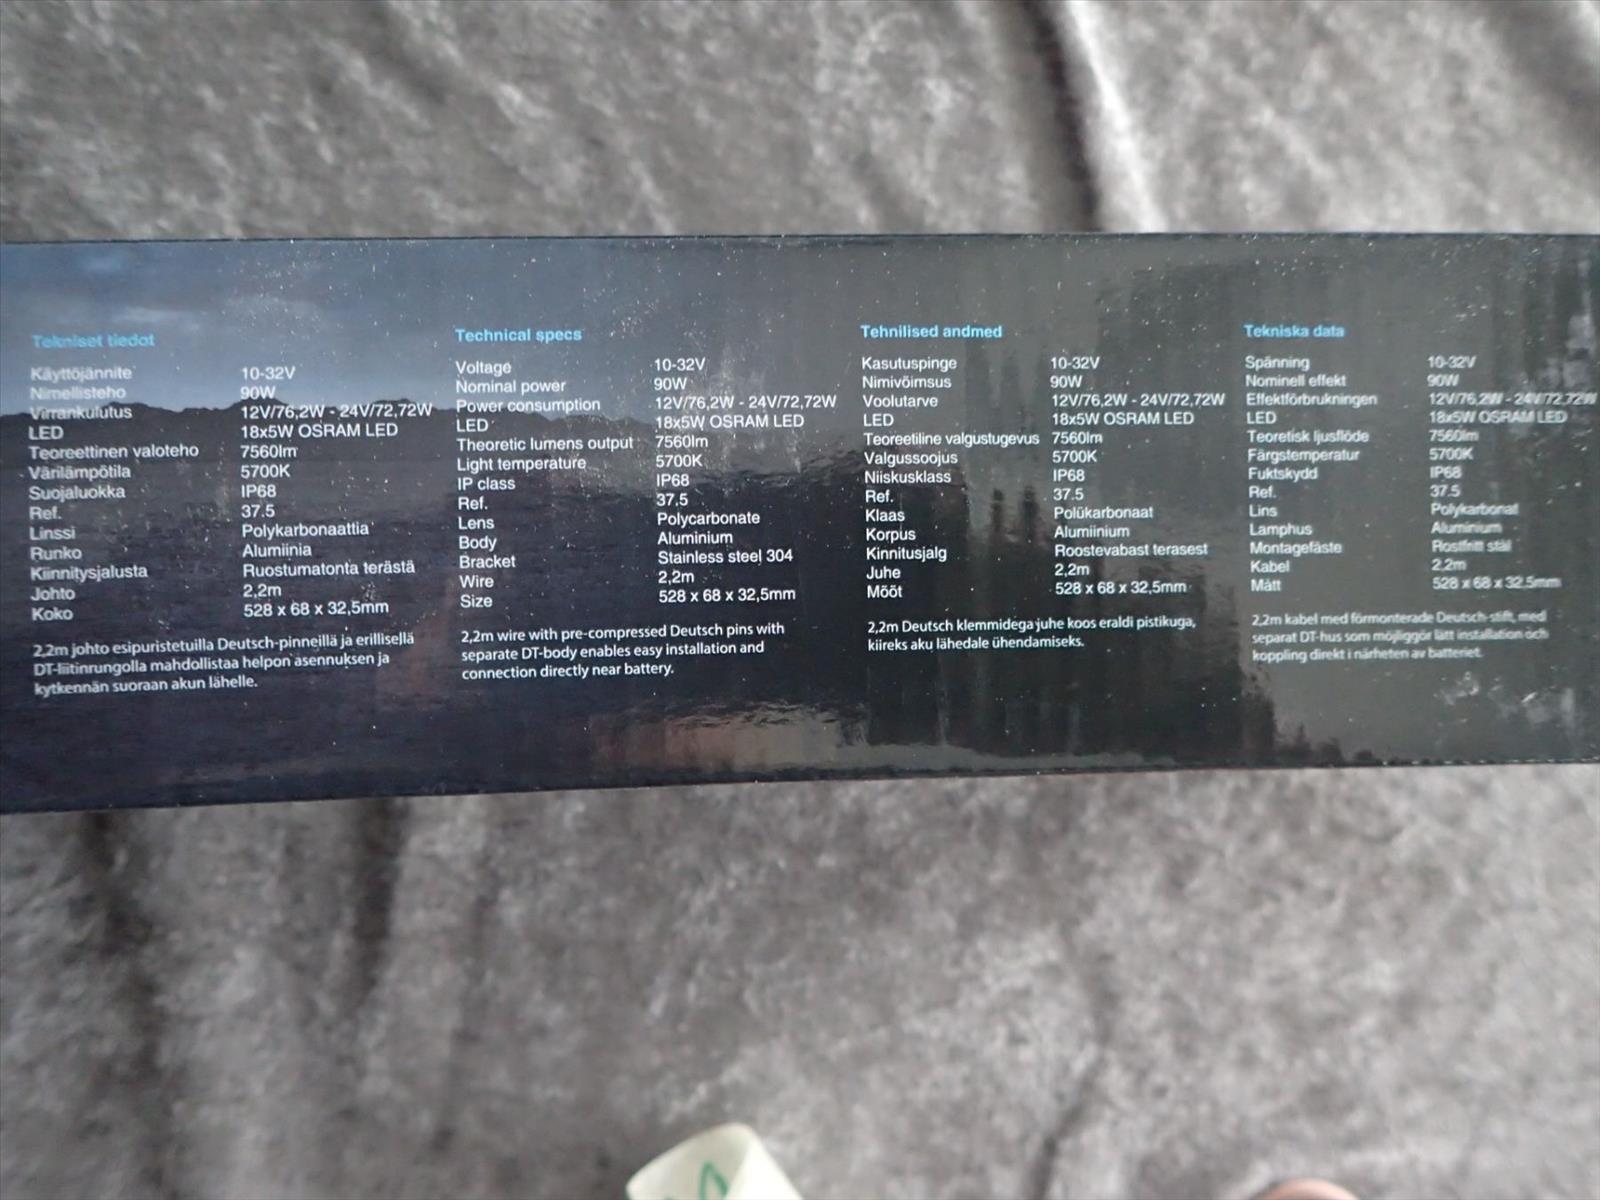 Tekniset tiedot
Käyttöjännite 10-32V
Nimellisteho 90W
Virrankulutus 12V/76,2W - 24V/72,72W
LED 18x5W OSRAM LED
Teoreettinen valoteho 7560lm
Värilämpötila 5700K
Suojaluokka IP68
Ref. 37.5
Linssi Polykarbonaattia
Runko Alumiinia
Kiinnitysjalusta Ruostumatonta terästä
Johto 2,2m
Koko 528 x 68 x 32,5mm
2,2m johto esipuristetuilla Deutsch-pinneillä ja erillisellä
DT-liitinrungolla mahdollistaa helpon asennuksen ja
kytkennän suoraan akun lähelle.
Technical specs
Voltage 10-32V
Nominal power 90W
Power consumption 12V/76,2W - 24V/72,72W
LED 18x5W OSRAM LED
Theoretic lumens output 7560lm
Light temperature 5700K
IP class IP68
Ref. 37.5
Lens Polycarbonate
Body Aluminium
Bracket Stainless steel 304
Wire 2,2m
Size 528 x 68 x 32,5mm
2,2m wire with pre-compressed Deutsch pins with
separate DT-body enables easy installation and
connection directly near battery.
Tehnilised andmed
Kasutuspinge 10-32V
Nimivõimsus 90W
Voolutarve 12V/76,2W - 24V/72,72W
LED 18x5W OSRAM LED
Teoreetiline valgustugevus 7560lm
Valgussoojus 5700K
Niiskusklass IP68
Ref. 37.5
Klaas Polükarbonaat
Korpus Alumiinium
Kinnitusjalg Roostevabast terasest
Juhe 2,2m
Mõõt 528 x 68 x 32,5mm
2,2m Deutsch klemmidega juhe koos eraldi pistikuga,
kiireks aku lähedale ühendamiseks.
Tekniska data
Spänning 10-32V
Nominell effekt 90W
Effektförbrukningen 12V/76,2W - 24V/72,72W
LED 18x5W OSRAM LED
Teoretisk ljusflöde 7560lm
Färgstemperatur 5700K
Fuktskydd IP68
Ref. 37.5
Lins Polykarbonat
Lamphus Aluminium
Montagefäste Rostfritt stål
Kabel 2.2m
Mått 528 x 68 x 32.5mm
2.2m kabel med förmonterade Deutsch-stift, med
separat DT-hus som möjliggör lätt installation och
koppling direkt i närheten av batteriet.